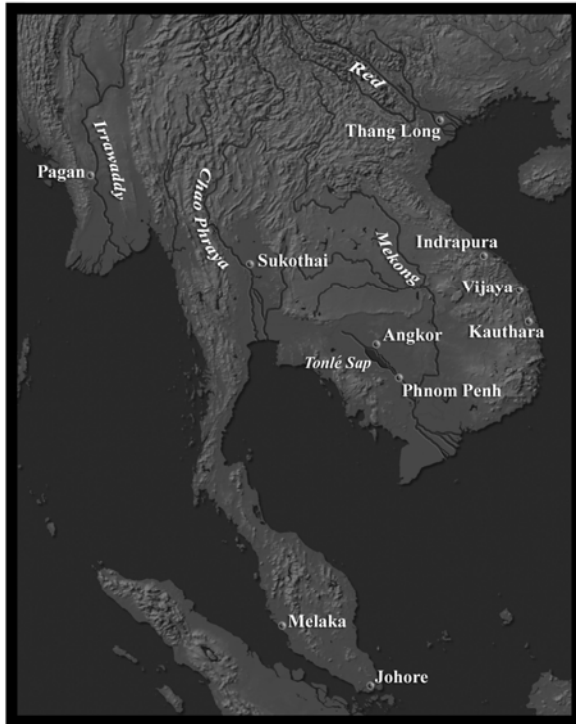 Red
Thang Long
Irrawaddy
Pagan
Chao Phraya
Sukothai
Mekong
Indrapura
Vijaya
Kauthara
Angkor
Tonlé Sap
Phnom Penh
Melaka
Johore